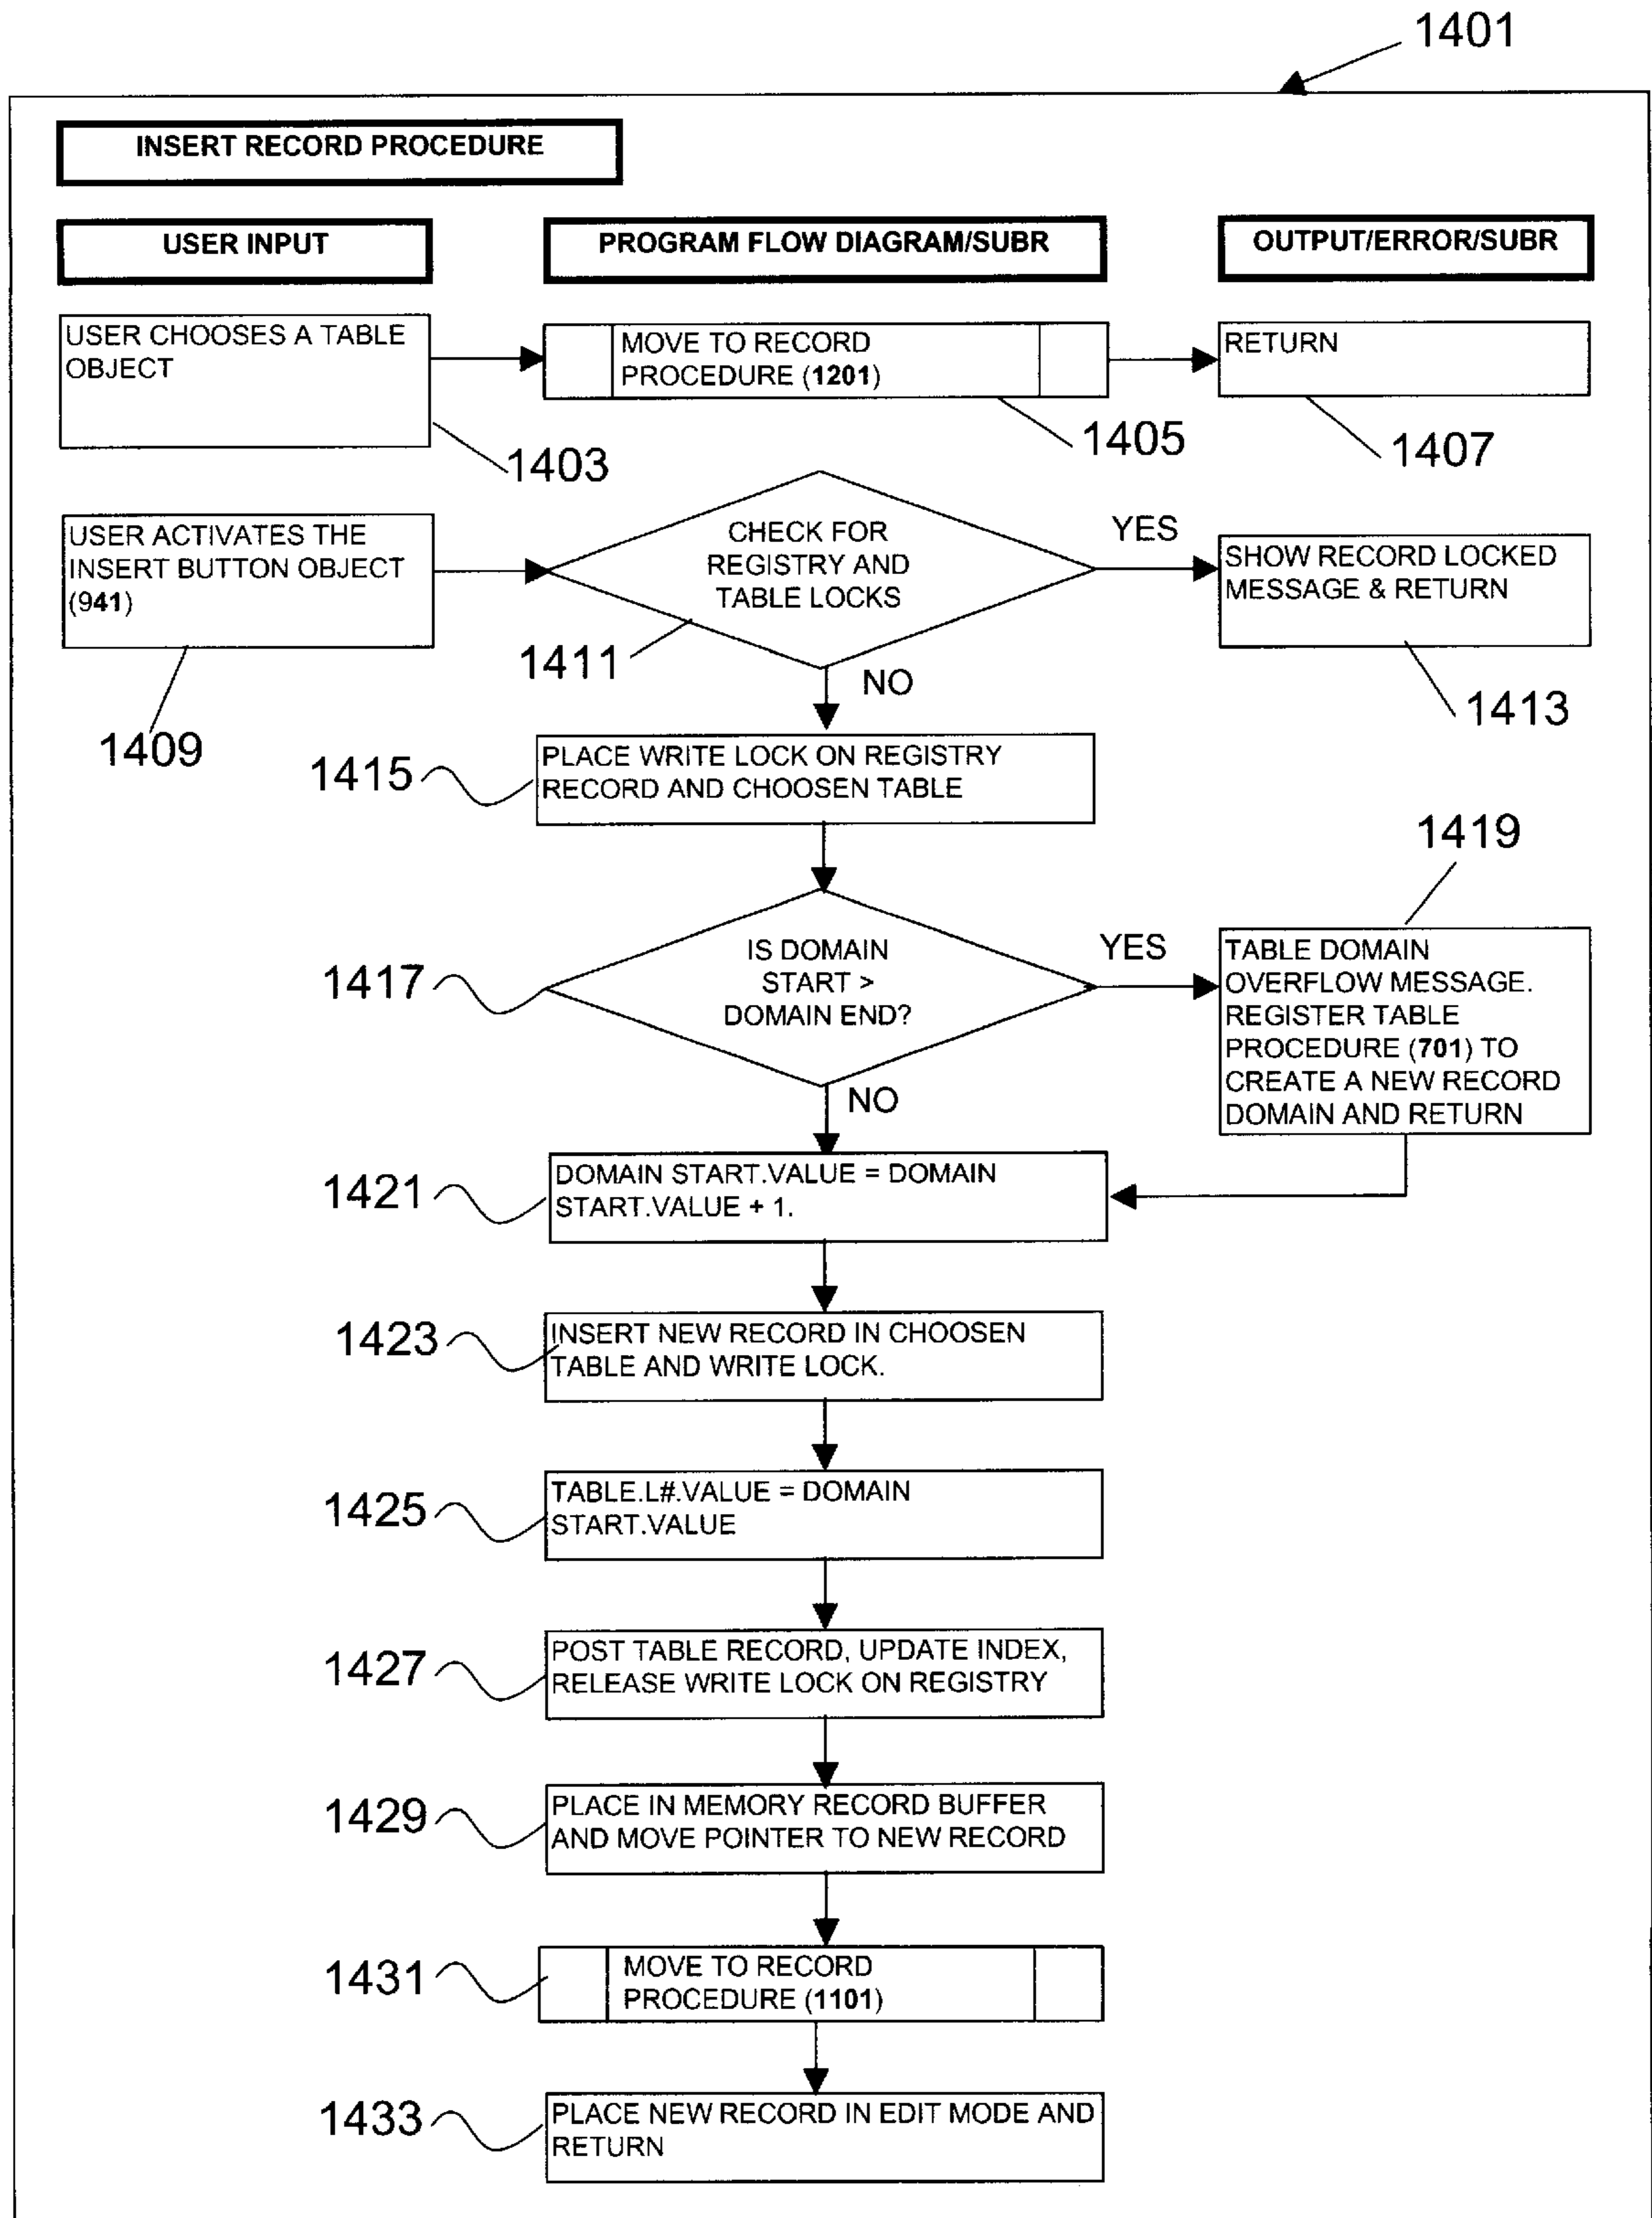 1401
INSERT RECORD PROCEDURE
USER INPUT
PROGRAM FLOW DIAGRAM/SUBR
OUTPUT/ERROR/SUBR
USER CHOOSES A TABLE
OBJECT
1403
MOVE TO RECORD
PROCEDURE (1201)
1405
RETURN
1407
USER ACTIVATES THE
INSERT BUTTON OBJECT
(941)
1409
CHECK FOR
REGISTRY AND
TABLE LOCKS
1411
YES
SHOW RECORD LOCKED
MESSAGE & RETURN
1413
NO
1415
PLACE WRITE LOCK ON REGISTRY
RECORD AND CHOOSEN TABLE
1417
IS DOMAIN
START >
DOMAIN END?
YES
1419
TABLE DOMAIN
OVERFLOW MESSAGE.
REGISTER TABLE
PROCEDURE (701) TO
CREATE A NEW RECORD
DOMAIN AND RETURN
NO
1421
DOMAIN START.VALUE = DOMAIN
START.VALUE + 1.
1423
INSERT NEW RECORD IN CHOOSEN
TABLE AND WRITE LOCK.
1425
TABLE.L#.VALUE = DOMAIN
START.VALUE
1427
POST TABLE RECORD, UPDATE INDEX,
RELEASE WRITE LOCK ON REGISTRY
1429
PLACE IN MEMORY RECORD BUFFER
AND MOVE POINTER TO NEW RECORD
1431
MOVE TO RECORD
PROCEDURE (1101)
1433
PLACE NEW RECORD IN EDIT MODE AND
RETURN